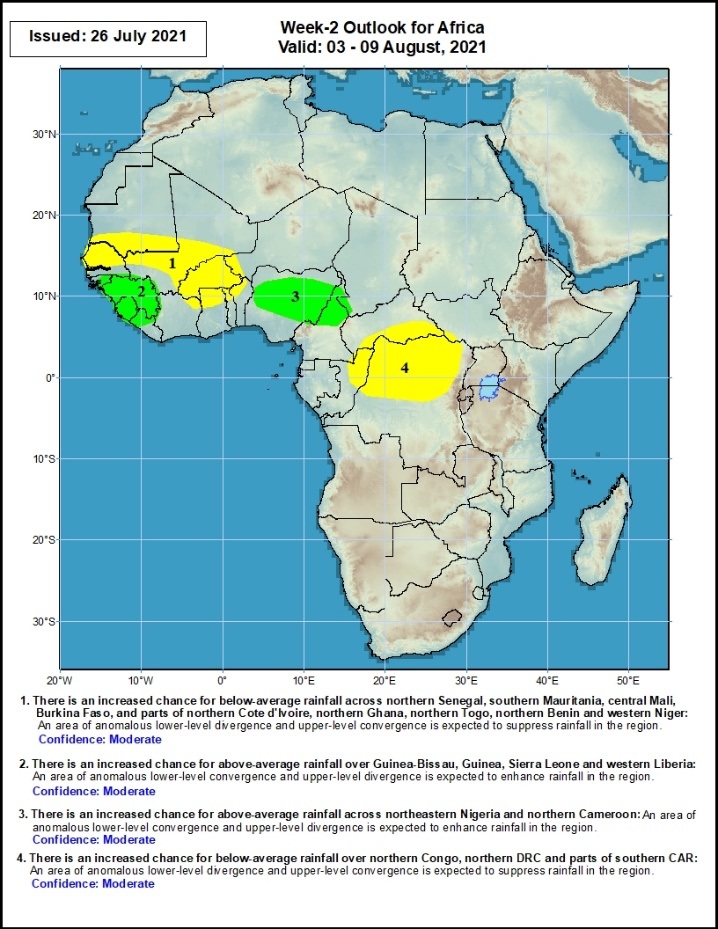 Issued: 26 July 2021
Week-2 Outlook for Africa
Valid: 03 - 09 August, 2021
30°N
20°N
10°N
0°
10°S
20°S
30°S
1
2
3
4
20°W
10°W
0°
10°E
20°E
30°E
40°E
50°E
1. There is an increased chance for below-average rainfall across northern Senegal, southern Mauritania, central Mali,
Burkina Faso, and parts of northern Cote d'Ivoire, northern Ghana, northern Togo, northern Benin and western Niger:
An area of anomalous lower-level divergence and upper-level convergence is expected to suppress rainfall in the region.
Confidence: Moderate
2. There is an increased chance for above-average rainfall over Guinea-Bissau, Guinea, Sierra Leone and western Liberia:
An area of anomalous lower-level convergence and upper-level divergence is expected to enhance rainfall in the region.
Confidence: Moderate
3. There is an increased chance for above-average rainfall across northeastern Nigeria and northern Cameroon: An area of
anomalous lower-level convergence and upper-level divergence is expected to enhance rainfall in the region.
Confidence: Moderate
4. There is an increased chance for below-average rainfall over northern Congo, northern DRC and parts of southern CAR:
An area of anomalous lower-level divergence and upper-level convergence is expected to suppress rainfall in the region.
Confidence: Moderate